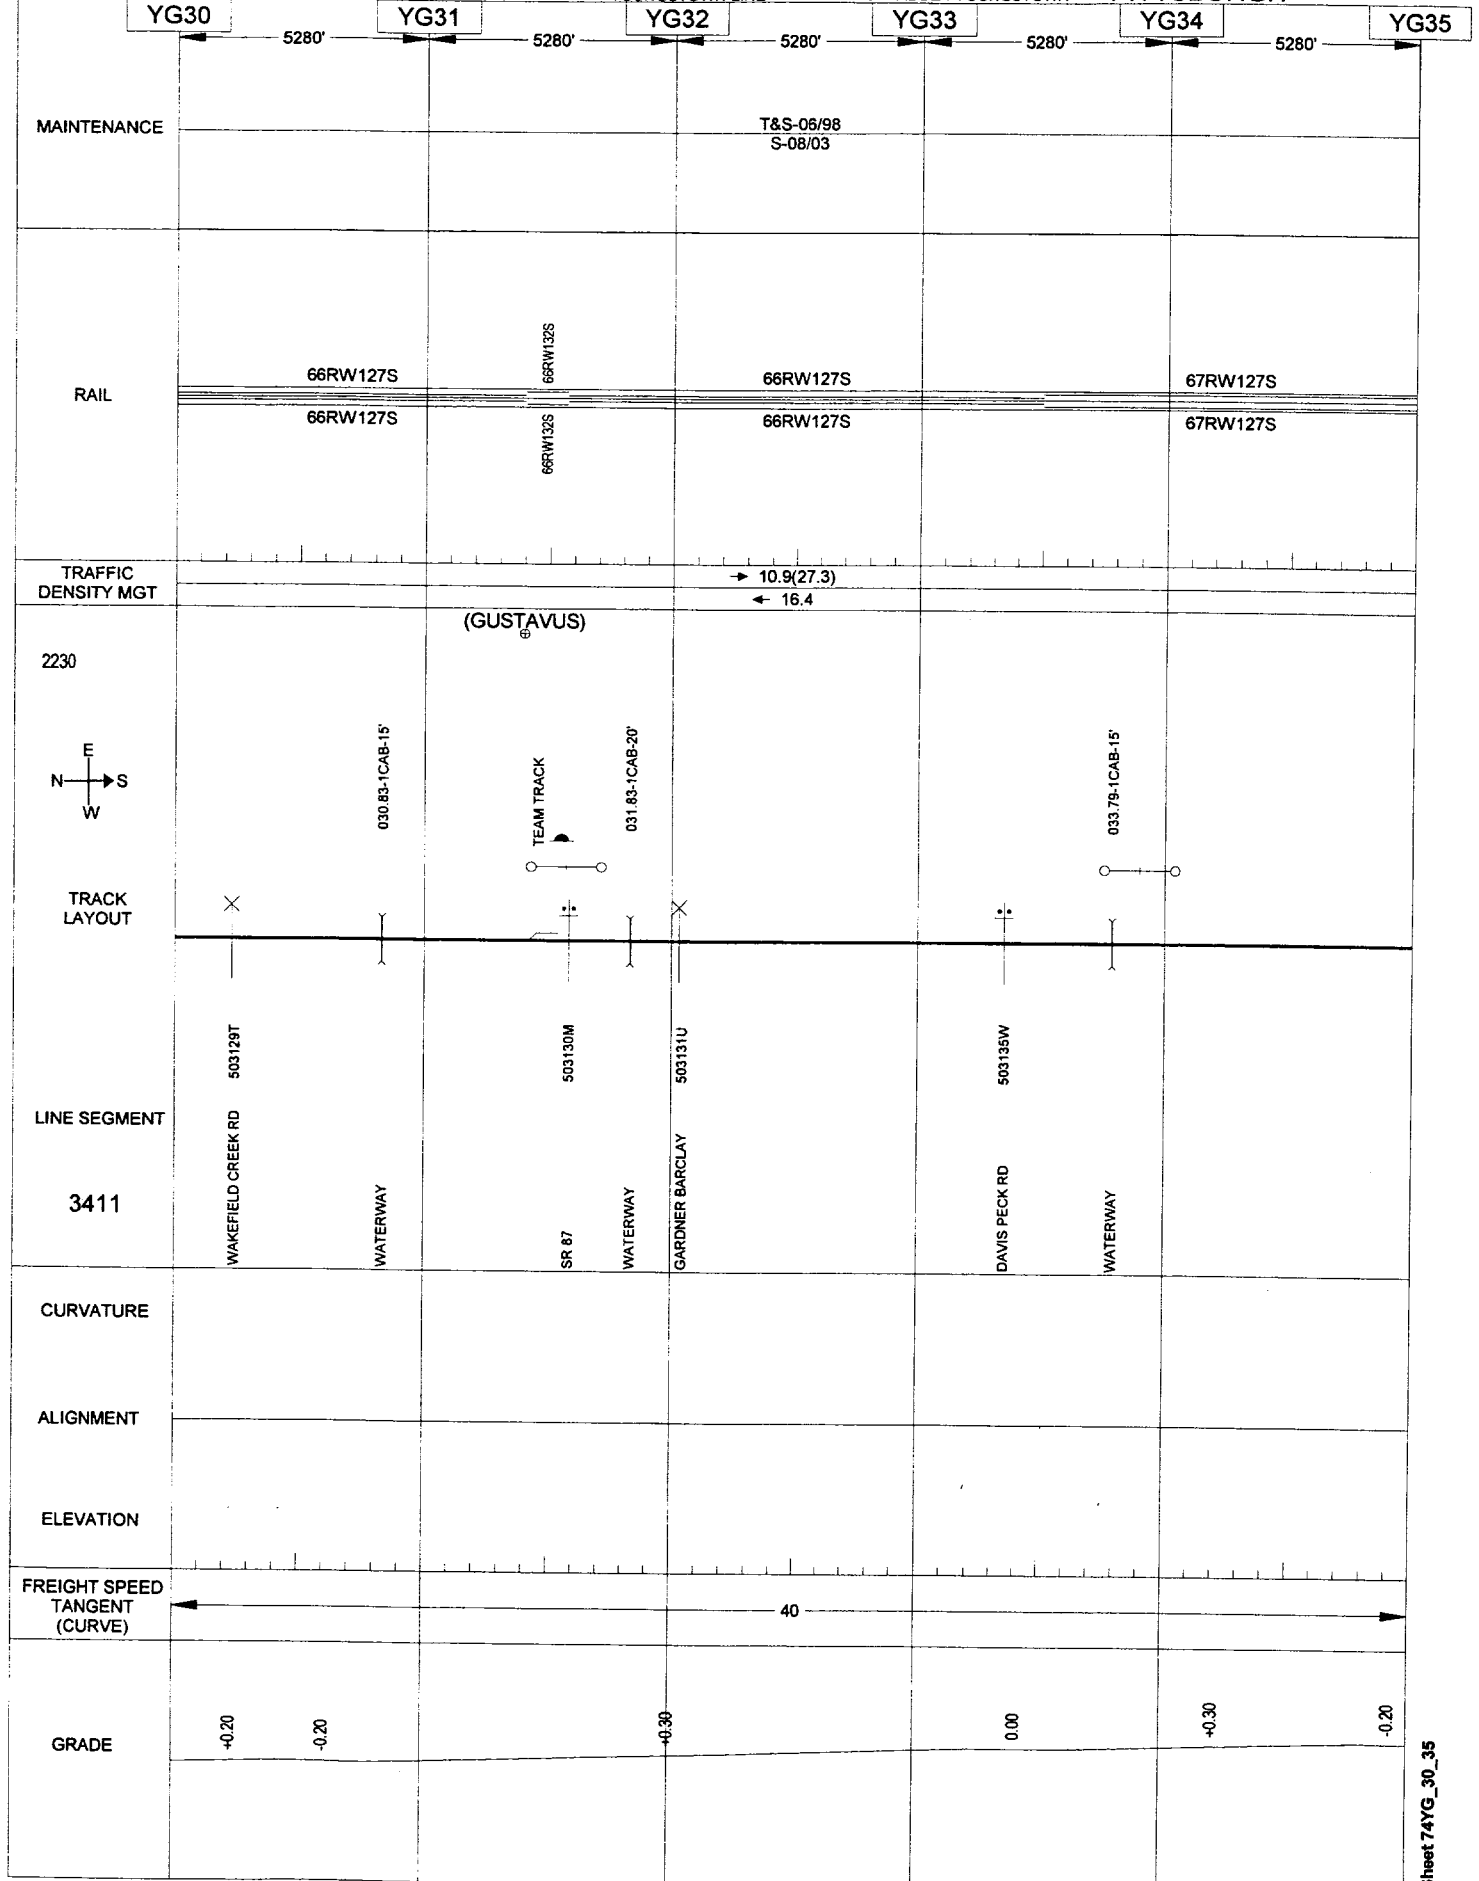 YG30
YG31
YG32
YG33
YG34
YG35
5280'
5280'
5280'
5280'
5280'
MAINTENANCE
T&S-06/98
S-08/03
RAIL
66RW127S
66RW132S
66RW127S
67RW127S
66RW127S
66RW132S
66RW127S
67RW127S
TRAFFIC
DENSITY MGT
→ 10.9(27.3)
← 16.4
(GUSTAVUS)
2230
E
N
S
W
030.83-1CAB-15'
TEAM TRACK
031.83-1CAB-20'
033.79-1CAB-15'
TRACK
LAYOUT
503129T
503130M
503131U
503135W
LINE SEGMENT
3411
WAKEFIELD CREEK RD
WATERWAY
SR 87
WATERWAY
GARDNER BARCLAY
DAVIS PECK RD
WATERWAY
CURVATURE
ALIGNMENT
ELEVATION
FREIGHT SPEED
TANGENT
(CURVE)
40
GRADE
+0.20
-0.20
+0.30
0.00
+0.30
-0.20
Sheet 74YG_30_35